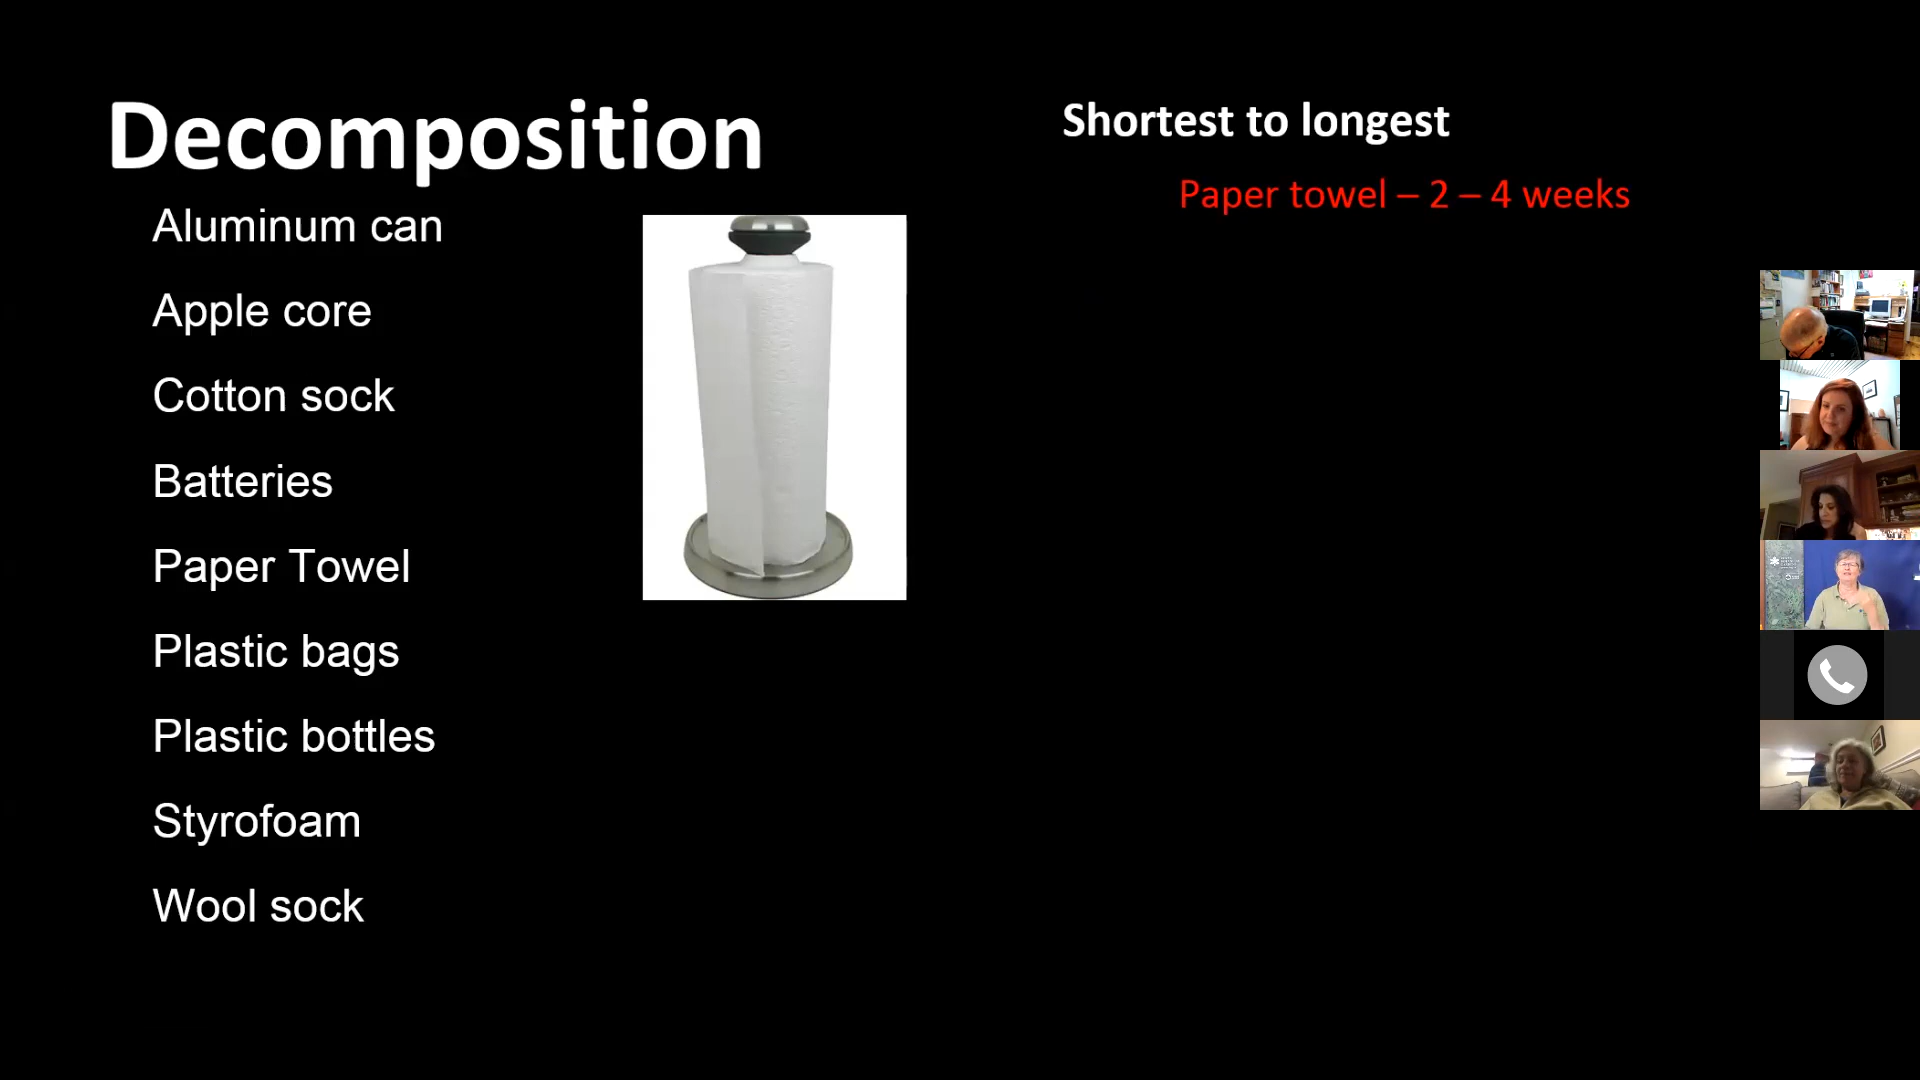 Decomposition
Aluminum can
Apple core
Cotton sock
Batteries
Paper Towel
Plastic bags
Plastic bottles
Styrofoam
Wool sock
Shortest to longest
Paper towel – 2 – 4 weeks